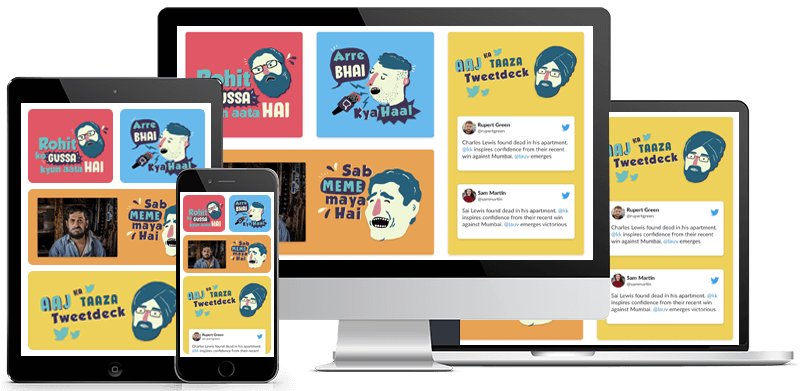 Rohit
ko GUSSA
kyun aata HAI
Arre
BHAI
Kya Haal
Sab
MEME
maya
Hai
AAJ KA TAAZA
Tweetdeck
Rupert Green
@rupertgreen
Charles Lewis found dead in his apartment.
@kk inspires confidence from their recent
win against Mumbai. @lauv emerges
Sam Martin
@sammartin
Sai Lewis found dead in his apartment. @kk
inspires confidence from their recent win
against Mumbai. @lauv emerges victorious
Rohit
ko GUSSA
kyun aata HAI
Arre
BHAI
Kya Haal
Sab
MEME
maya
Hai
AAJ KA TAAZA
Tweetdeck
Rohit
ko GUSSA
kyun aata HAI
Arre
BHAI
Kya Haal
Sab
MEME
maya
Hai
AAJ KA TAAZA
Tweetdeck
Rupert Green
@rupertgreen
Charles Lewis found dead in his apartment.
@kk inspires confidence from their recent
AAJ KA TAAZA
Tweetdeck
Rupert Green
@rupertgreen
Charles Lewis found dead in his apartment.
@kk inspires confidence from their recent
win against Mumbai. @lauv emerges
Sam Martin
@sammartin
Sai Lewis found dead in his apartment. @kk
inspires confidence from their recent win
against Mumbai. @lauv emerges victorious